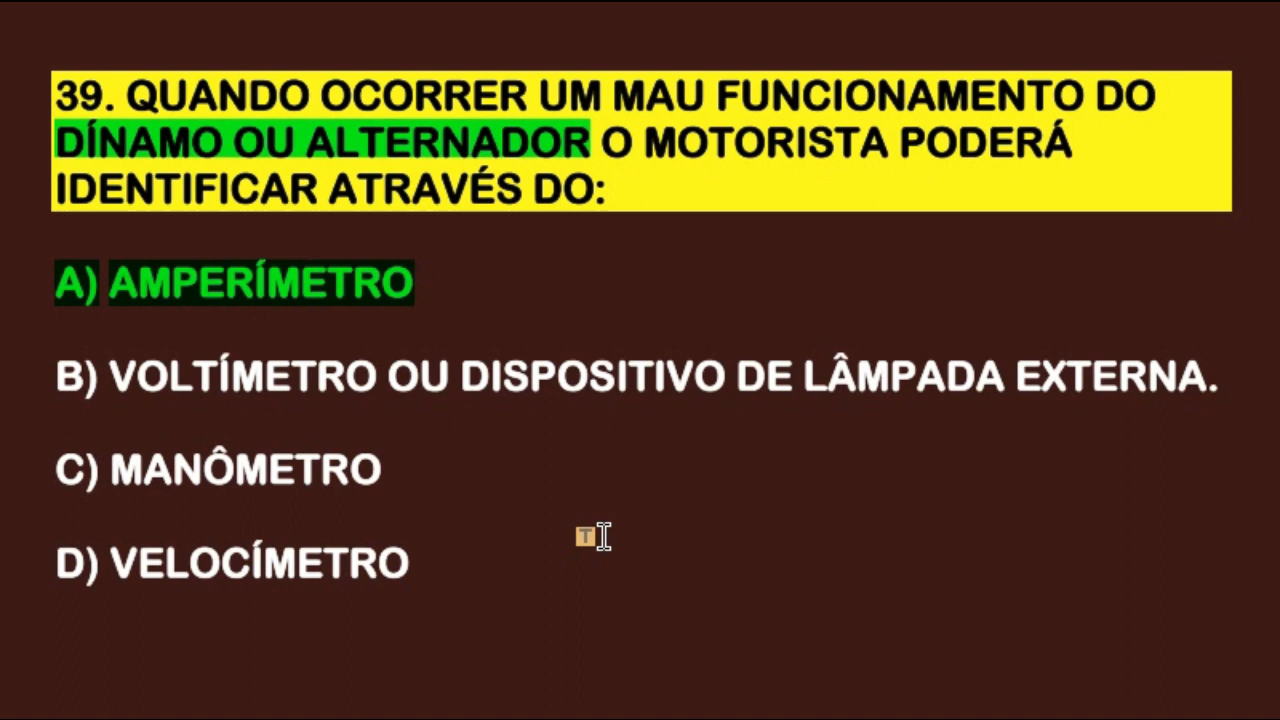 39. QUANDO OCORRER UM MAU FUNCIONAMENTO DO
DÍNAMO OU ALTERNADOR O MOTORISTA PODERÁ
IDENTIFICAR ATRAVÉS DO:
A) AMPERÍMETRO
B) VOLTÍMETRO OU DISPOSITIVO DE LÂMPADA EXTERNA.
C) MANÔMETRO
T
D) VELOCÍMETRO